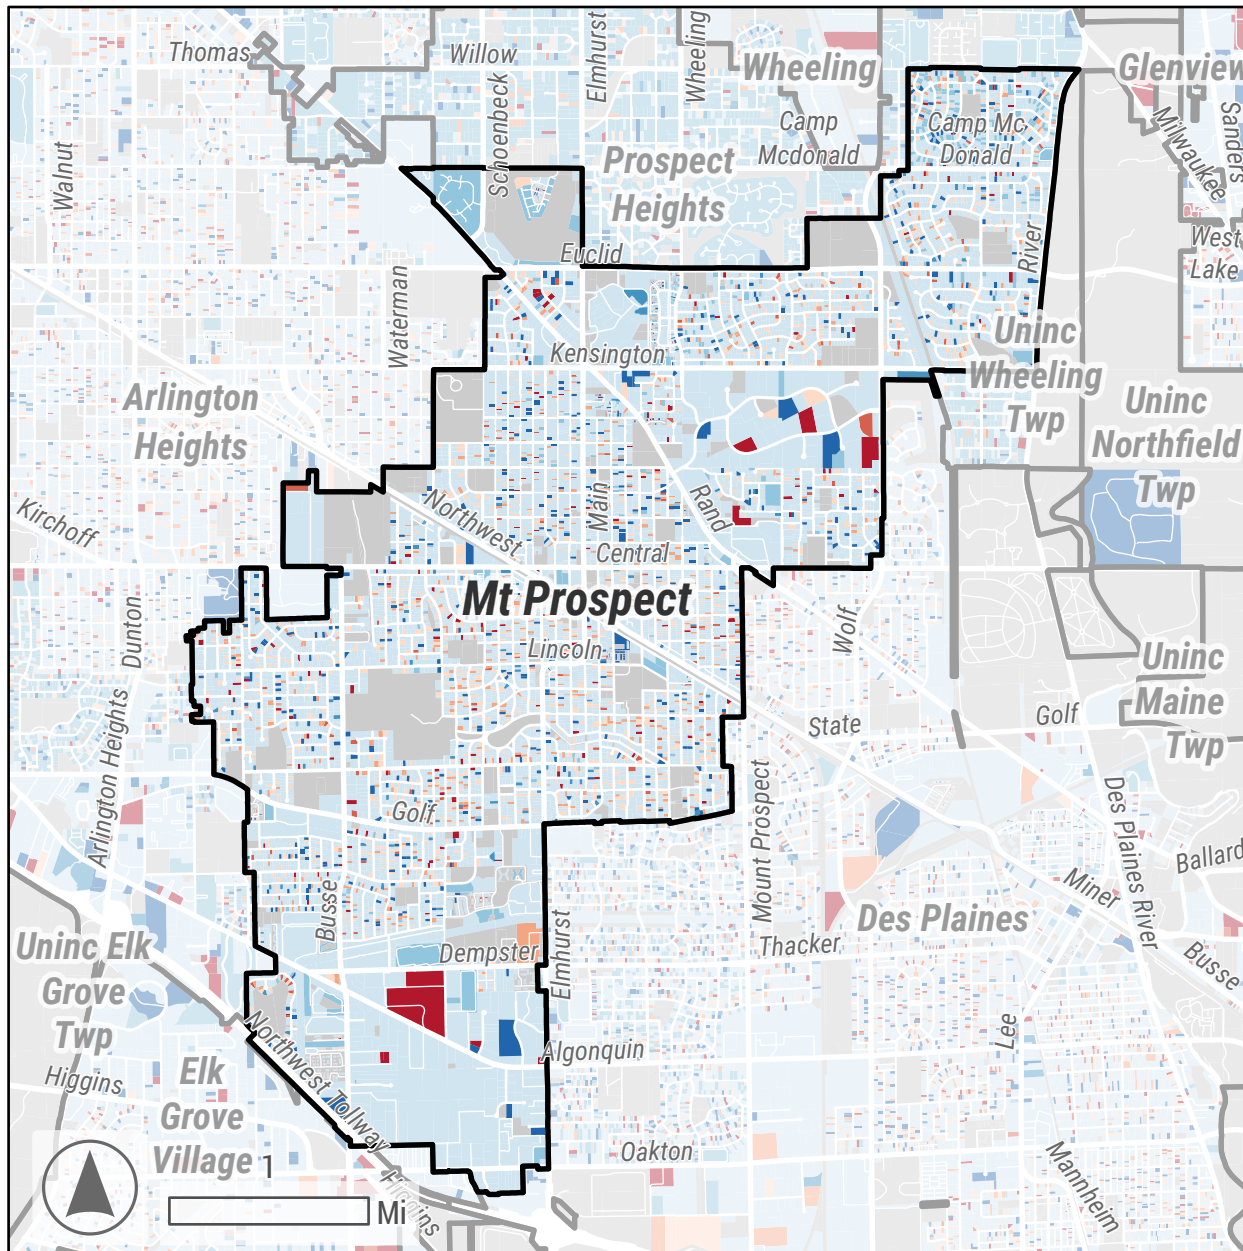 Thomas
Willow
Schoenbeck
Elmhurst
Wheeling
Wheeling
Glenview
Camp
Mcdonald
Camp Mc
Donald
Milwaukee
Sanders
Walnut
Prospect
Heights
Euclid
River
West
Lake
Waterman
Kensington
Uninc
Wheeling
Twp
Arlington
Heights
Uninc
Northfield
Twp
Kirchoff
Northwest
Main
Rand
Central
Mt Prospect
Lincoln
Dunton
Wolf
Uninc
Maine
Twp
State
Golf
Arlington Heights
Golf
Mount Prospect
Des Plaines River
Ballard
Miner
Busse
Dempster
Elmhurst
Thacker
Des Plaines
Busse
Uninc Elk
Grove
Twp
Northwest Tollway
Algonquin
Lee
Higgins
Elk
Grove
Village
Oakton
Mannheim
1
Mi
Higgins